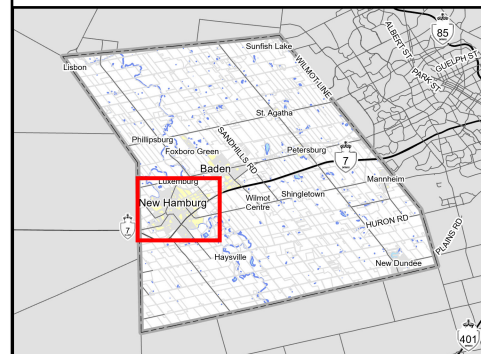 ALBERT ST
85
Sunfish Lake
Lisbon
WILMOT-LINE
GUELPH ST
PARK ST
St. Agatha
Phillipsburg
SANDHILLS RD
Foxboro Green
Petersburg
7
Baden
Luxemburg
Mannheim
New Hamburg
Wilmot
Centre
Shingletown
HURON RD
7
PLAINS RD
Haysville
New Dundee
401